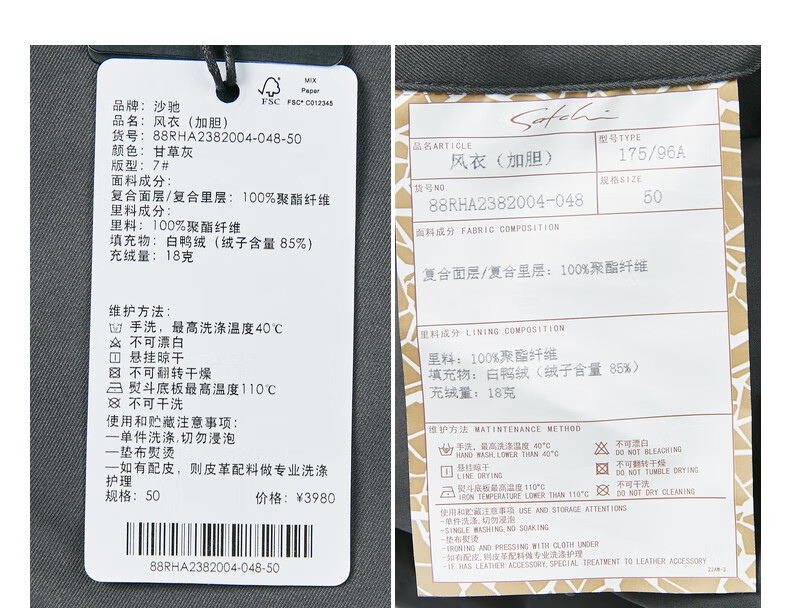 MIX
Paper
FSC
FSC® C012345
品牌：沙驰
品名：风衣（加胆）
货号：88RHA2382004-048-50
颜色：甘草灰
版型：7#
面料成分：
复合面层/复合里层：100%聚酯纤维
里料成分：
里料：100%聚酯纤维
填充物：白鸭绒（绒子含量 85%）
充绒量：18克
维护方法：
手洗，最高洗涤温度40℃
不可漂白
悬挂晾干
不可翻转干燥
熨斗底板最高温度110℃
不可干洗
使用和贮藏注意事项：
—单件洗涤,切勿浸泡
—垫布熨烫
—如有配皮，则皮革配料做专业洗涤
护理
规格：50 价格：¥3980
88RHA2382004-048-50
Satchi
品名ARTICLE 型号TYPE
风衣（加胆） 175/96A
货号NO. 规格SIZE
88RHA2382004-048 50
面料成分 FABRIC COMPOSITION
复合面层/复合里层：100%聚酯纤维
里料成分 LINING COMPOSITION
里料：100%聚酯纤维
填充物：白鸭绒（绒子含量 85%）
充绒量：18克
维护方法 MAINTENANCE METHOD
手洗，最高洗涤温度 40℃ 不可漂白
HAND WASH,LOWER THAN 40℃ DO NOT BLEACHING
悬挂晾干 不可翻转干燥
LINE DRYING DO NOT TUMBLE DRYING
熨斗底板最高温度110℃ 不可干洗
IRON TEMPERATURE LOWER THAN 110℃ DO NOT DRY CLEANING
使用和贮藏注意事项 USE AND STORAGE ATTENTIONS
-单件洗涤,切勿浸泡
-SINGLE WASHING,NO SOAKING
-垫布熨烫
-IRONING AND PRESSING WITH CLOTH UNDER
-如有配皮,则皮革配料做专业洗涤护理
-IF HAS LEATHER ACCESSORY,SPECIAL TREATMENT TO LEATHER ACCESSORY